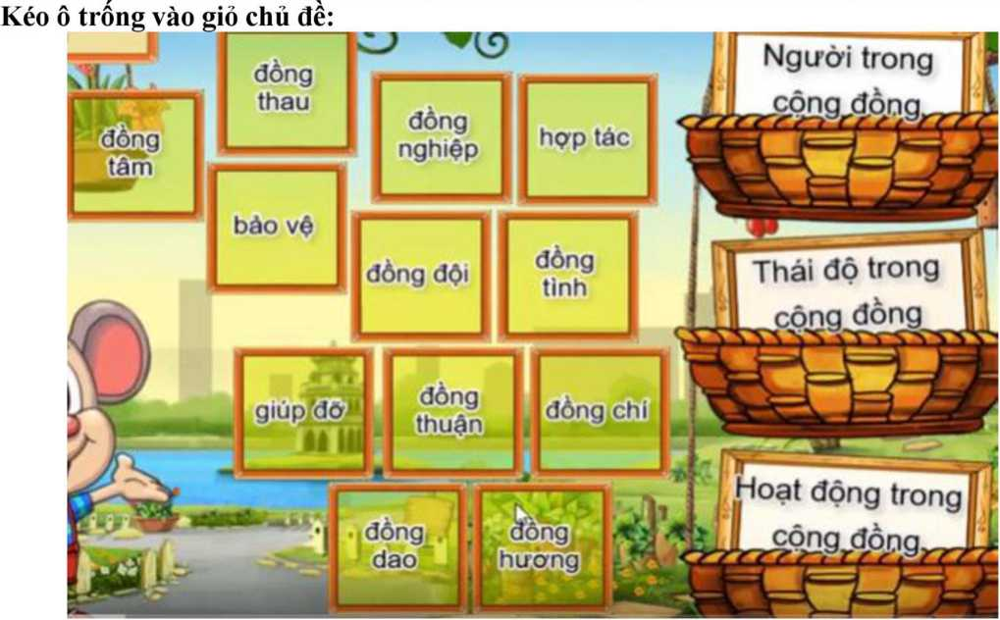 Kéo ô trống vào giỏ chủ đề:
đồng
thau
đồng
tâm
đồng
nghiệp
hợp tác
bảo vệ
đồng đội
đồng
tình
giúp đỡ
đồng
thuận
đồng chí
đồng
dao
đồng
hương
Người trong
cộng đồng
Thái độ trong
cộng đồng
Hoạt động trong
cộng đồng